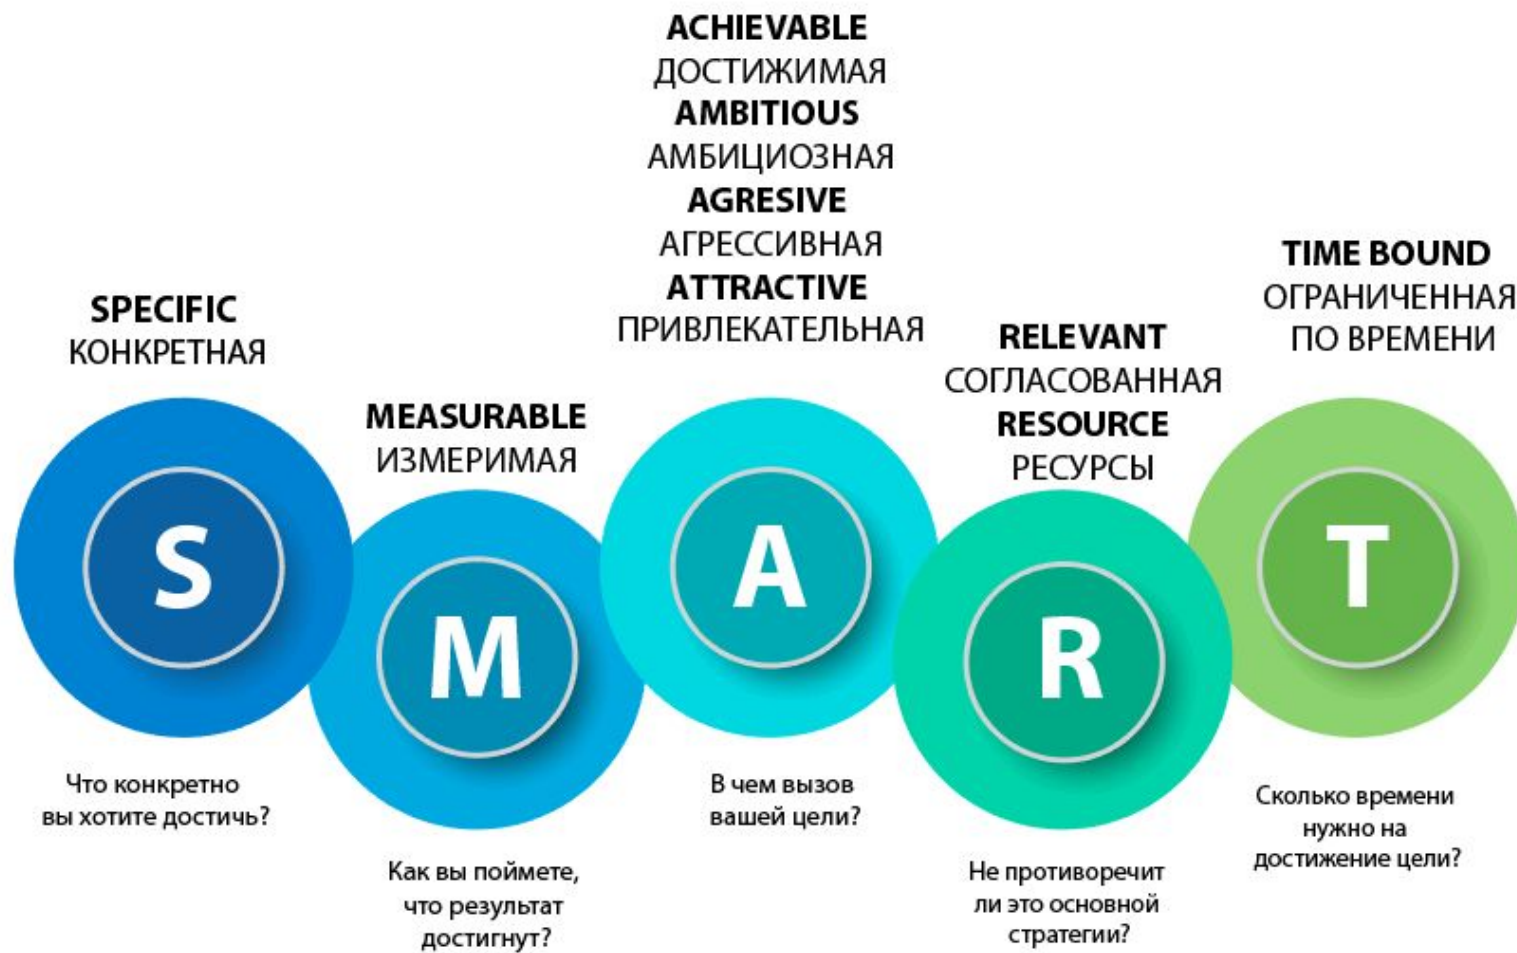 SPECIFIC
КОНКРЕТНАЯ
S
Что конкретно
вы хотите достичь?
MEASURABLE
ИЗМЕРИМАЯ
M
Как вы поймете,
что результат
достигнут?
ACHIEVABLE
ДОСТИЖИМАЯ
AMBITIOUS
АМБИЦИОЗНАЯ
AGRESIVE
АГРЕССИВНАЯ
ATTRACTIVE
ПРИВЛЕКАТЕЛЬНАЯ
A
В чем вызов
вашей цели?
RELEVANT
СОГЛАСОВАННАЯ
RESOURCE
РЕСУРСЫ
R
Не противоречит
ли это основной
стратегии?
TIME BOUND
ОГРАНИЧЕННАЯ
ПО ВРЕМЕНИ
T
Сколько времени
нужно на
достижение цели?